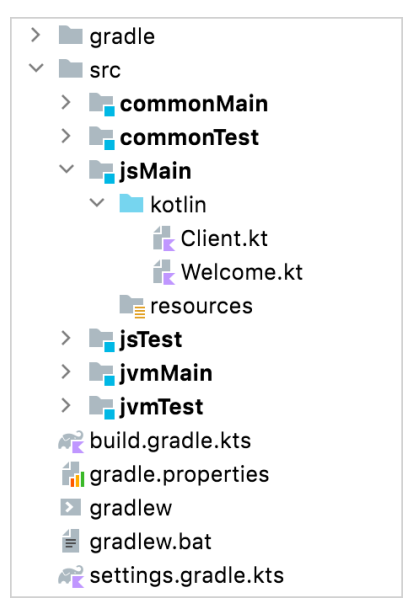 gradle
src
commonMain
commonTest
jsMain
kotlin
Client.kt
Welcome.kt
resources
jsTest
jvmMain
jvmTest
build.gradle.kts
gradle.properties
gradlew
gradlew.bat
settings.gradle.kts